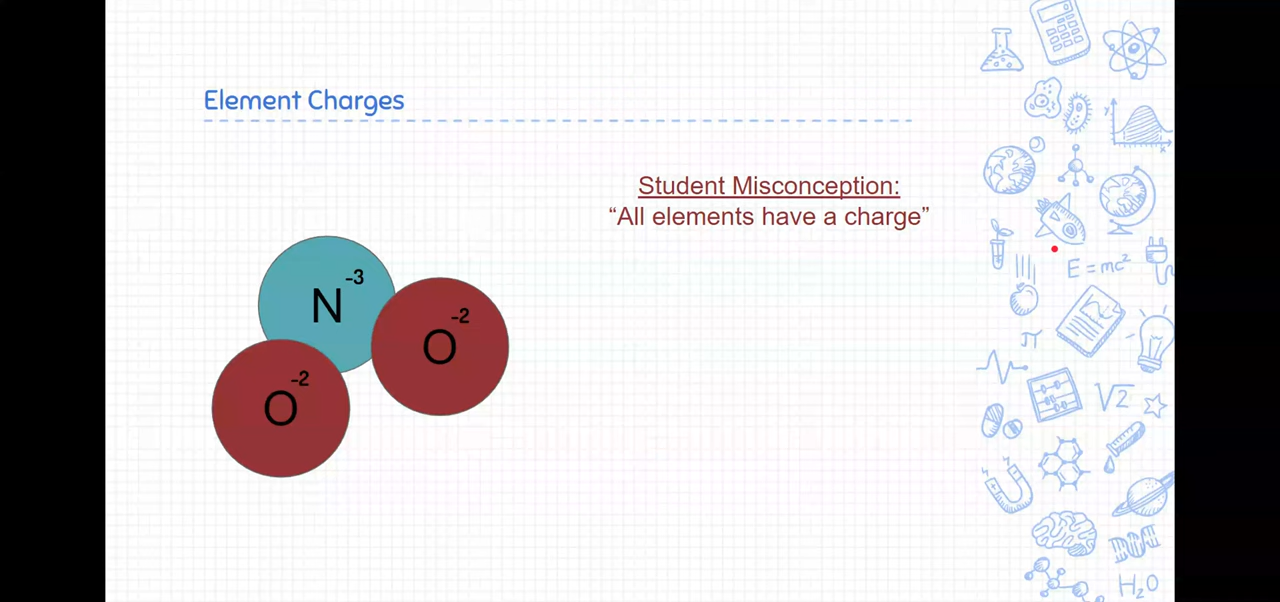 Element Charges
Student Misconception:
“All elements have a charge”
N -3
O -2
O -2
E = mc²
π
√2
H₂O
y
x